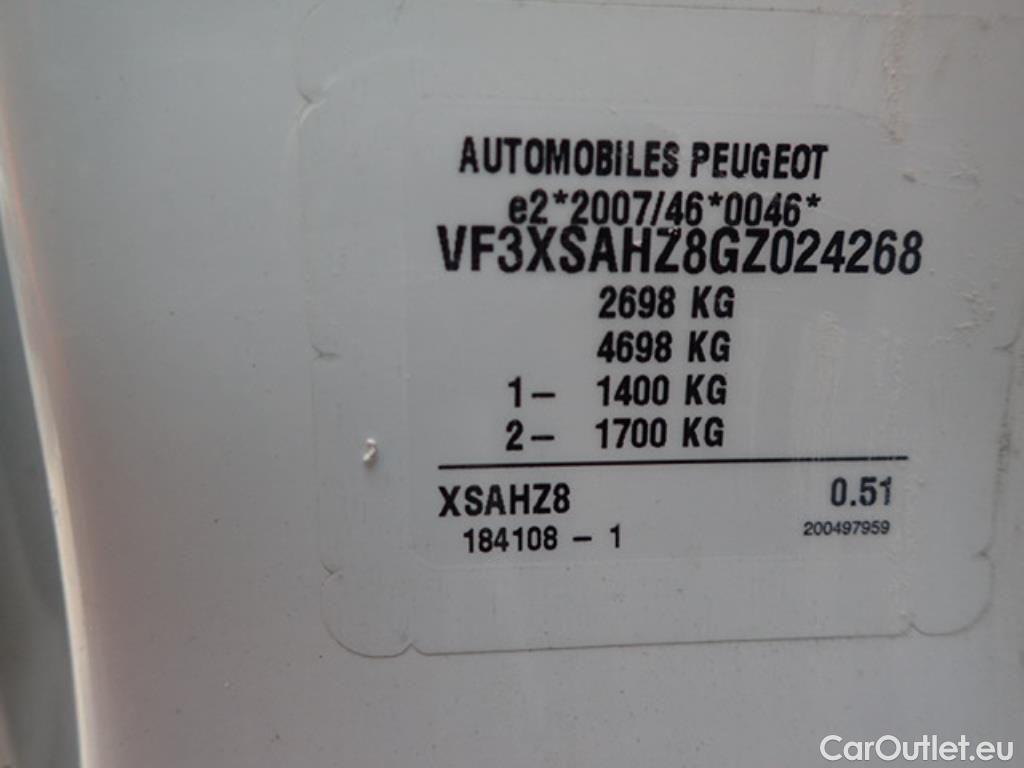 AUTOMOBILES PEUGEOT
e2*2007/46*0046*
VF3XSAHZ8GZ024268
2698 KG
4698 KG
1- 1400 KG
2- 1700 KG
XSAHZ8 0.51
184108 - 1 200497959
CarOutlet.eu